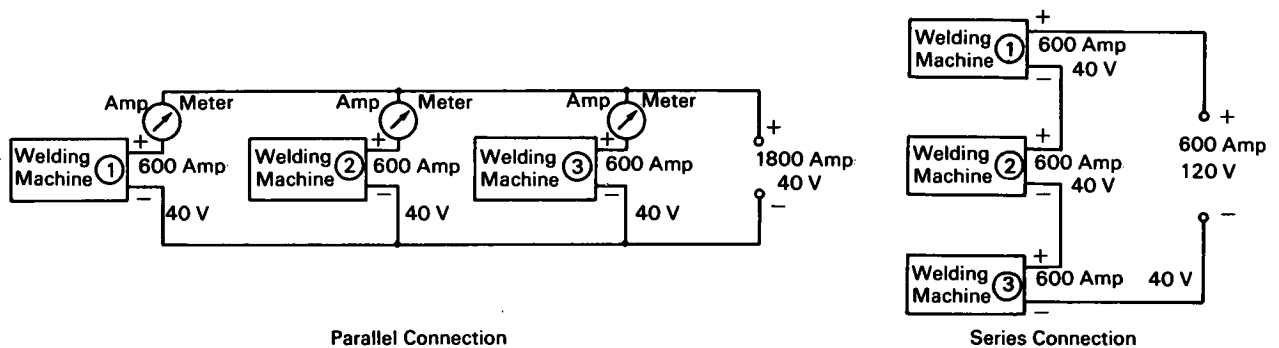 Amp Meter
Amp Meter
Amp Meter
Welding
Machine 1
+
600 Amp
−
40 V
Welding
Machine 2
+
600 Amp
−
40 V
Welding
Machine 3
+
600 Amp
−
40 V
+
1800 Amp
40 V
−
Parallel Connection
Welding
Machine 1
+
600 Amp
40 V
−
Welding
Machine 2
+
600 Amp
40 V
−
Welding
Machine 3
+
600 Amp 40 V
−
+
600 Amp
120 V
−
Series Connection